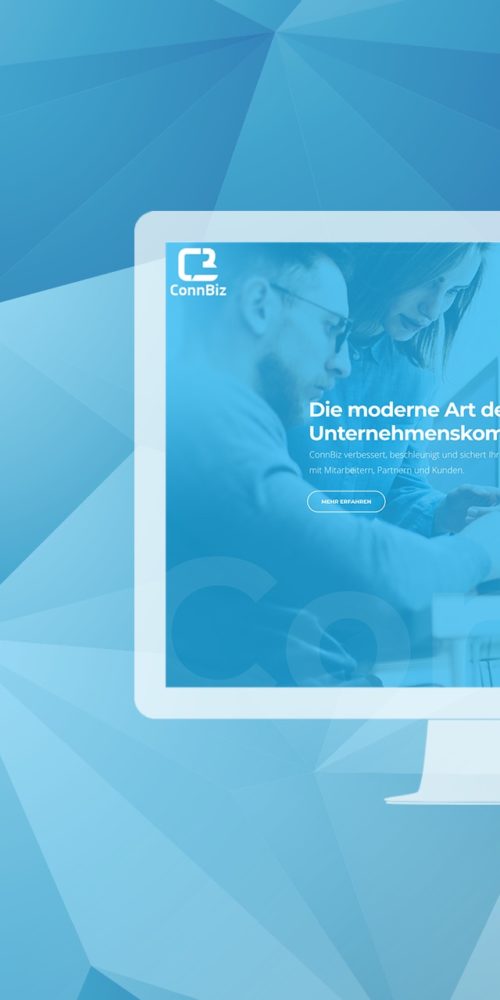 ConnBiz
Die moderne Art de
Unternehmenskom
ConnBiz verbessert, beschleunigt und sichert Ihr
mit Mitarbeitern, Partnern und Kunden.
MEHR ERFAHREN
Con